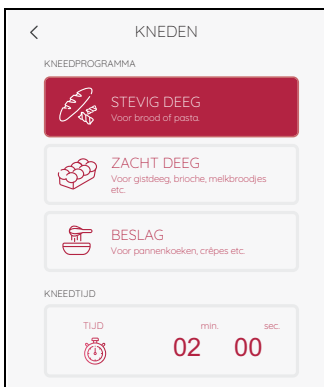 KNEDEN
KNEEDPROGRAMMA
STEVIG DEEG
Voor brood of pasta.
ZACHT DEEG
Voor gistdeeg, brioche, melkbroodjes
etc.
BESLAG
Voor pannenkoeken, crêpes etc.
KNEEDTIJD
TIJD min. sec.
02 00